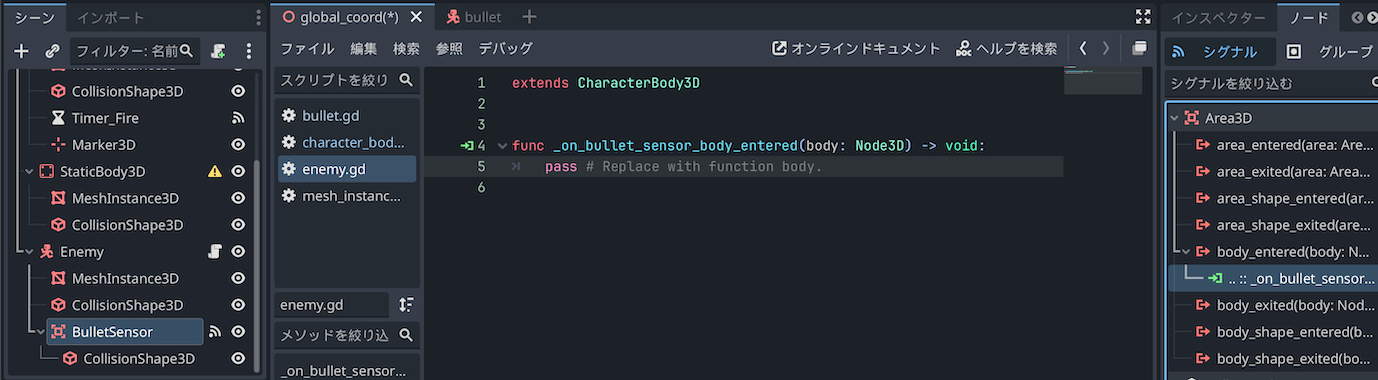 シーン インポート
フィルター: 名前
MeshInstance3D
CollisionShape3D
Timer_Fire
Marker3D
StaticBody3D
MeshInstance3D
CollisionShape3D
Enemy
MeshInstance3D
CollisionShape3D
BulletSensor
CollisionShape3D
global_coord(*) bullet
ファイル 編集 検索 参照 デバッグ オンラインドキュメント ヘルプを検索
スクリプトを絞り
bullet.gd
character_bod...
enemy.gd
mesh_instanc...
enemy.gd
メソッドを絞り込
_on_bullet_sensor...
1 extends CharacterBody3D
2
3
4 func _on_bullet_sensor_body_entered(body: Node3D) -> void:
5 pass # Replace with function body.
6
インスペクター ノード
シグナル グループ
シグナルを絞り込む
Area3D
area_entered(area: Are...
area_exited(area: Area...
area_shape_entered(ar...
area_shape_exited(are...
body_entered(body: N...
.. :: _on_bullet_sensor...
body_exited(body: Nod...
body_shape_entered(b...
body_shape_exited(bo...